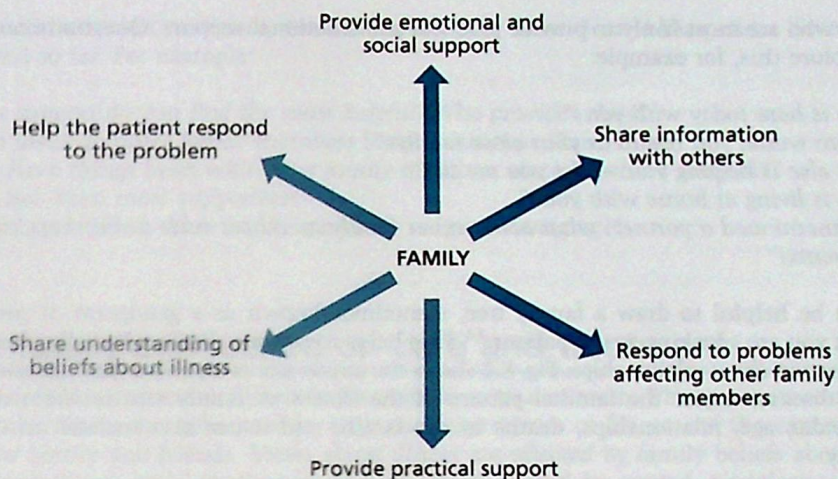 Provide emotional and
social support
Help the patient respond
to the problem
Share information
with others
FAMILY
Share understanding of
beliefs about illness
Respond to problems
affecting other family
members
Provide practical support